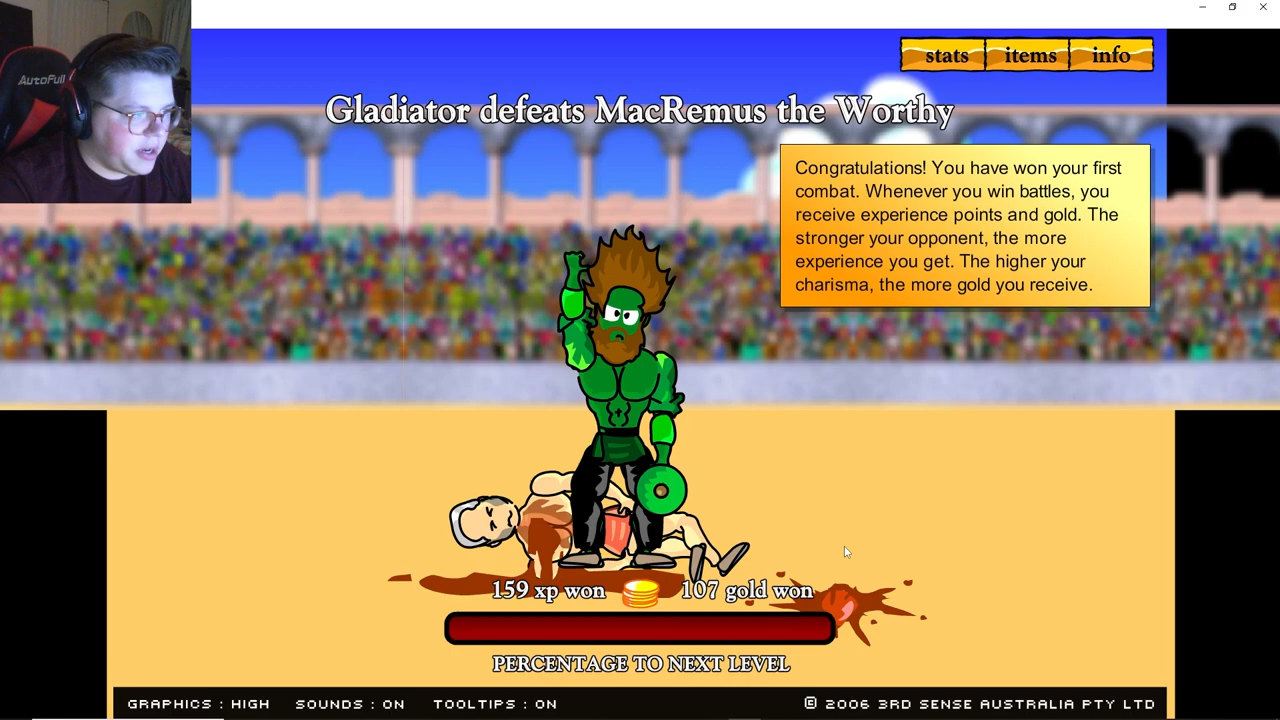 AutoFull
stats items info
Gladiator defeats MacRemus the Worthy
Congratulations! You have won your first
combat. Whenever you win battles, you
receive experience points and gold. The
stronger your opponent, the more
experience you get. The higher your
charisma, the more gold you receive.
159 xp won 107 gold won
PERCENTAGE TO NEXT LEVEL
GRAPHICS : HIGH SOUNDS : ON TOOLTIPS : ON © 2006 3RD SENSE AUSTRALIA PTY LTD